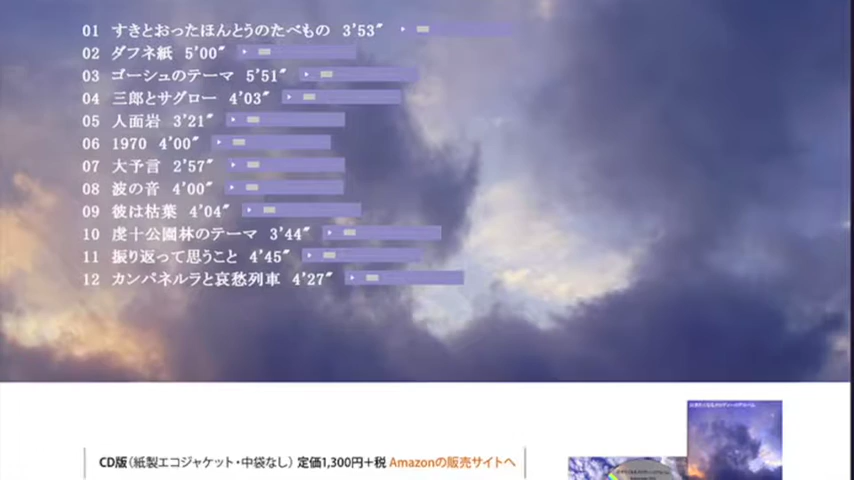 01 すきとおったほんとうのたべもの 3’53”
02 ダフネ紙 5’00”
03 ゴーシュのテーマ 5’51”
04 三郎とサグロー 4’03”
05 人面岩 3’21”
06 1970 4’00”
07 大予言 2’57”
08 波の音 4’00”
09 彼は枯葉 4’04”
10 虔十公園林のテーマ 3’44”
11 振り返って思うこと 4’45”
12 カンパネルラと哀愁列車 4’27”
CD版(紙製エコジャケット・中袋なし) 定価1,300円+税 Amazonの販売サイトへ